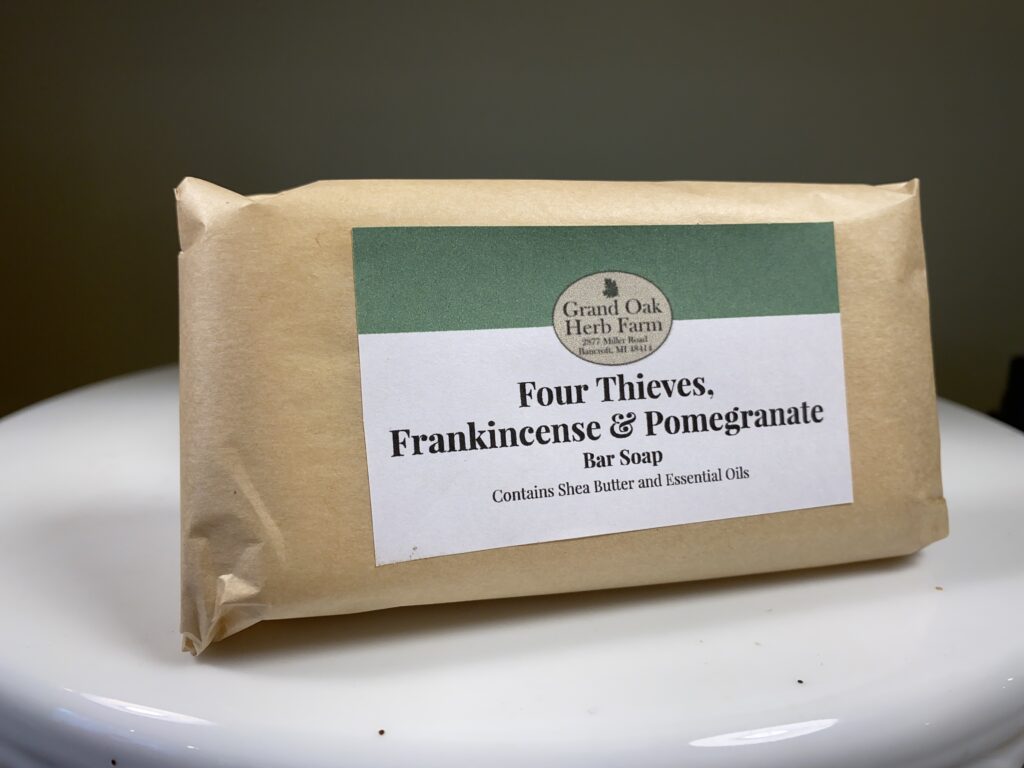 Grand Oak
Herb Farm
2877 Miller Road
Bancroft, MI 48414
Four Thieves,
Frankincense & Pomegranate
Bar Soap
Contains Shea Butter and Essential Oils